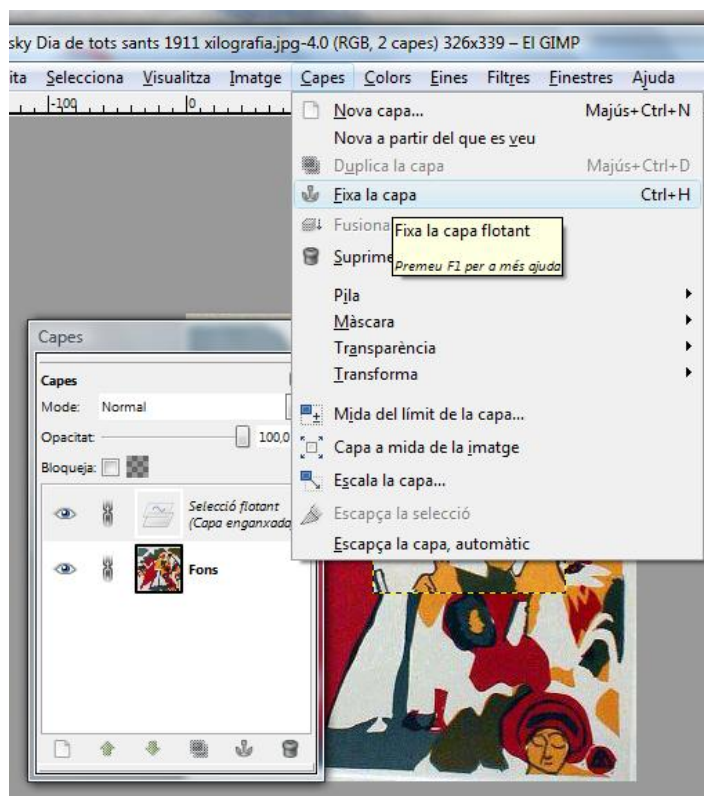 sky Dia de tots sants 1911 xilografia.jpg-4.0 (RGB, 2 capes) 326x339 – El GIMP
ita Selecciona Visualitza Imatge Capes Colors Eines Filtres Finestres Ajuda
-100 0
Nova capa... Majús+Ctrl+N
Nova a partir del que es veu
Duplica la capa Majús+Ctrl+D
Fixa la capa Ctrl+H
Fusiona
Fixa la capa flotant
Suprime
Premeu F1 per a més ajuda
Pila
Màscara
Transparència
Transforma
Mida del límit de la capa...
Capa a mida de la imatge
Escala la capa...
Escapça la selecció
Escapça la capa, automàtic
Capes
Capes
Mode: Normal
Opacitat: 100,0
Bloqueja:
Selecció flotant
(Capa enganxada)
Fons